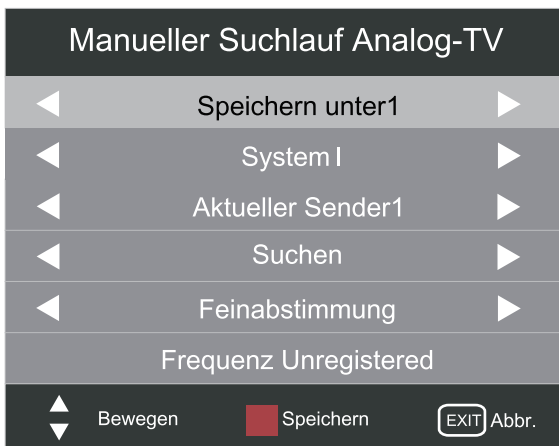 Manueller Suchlauf Analog-TV
Speichern unter1
System I
Aktueller Sender1
Suchen
Feinabstimmung
Frequenz Unregistered
Bewegen Speichern EXIT Abbr.